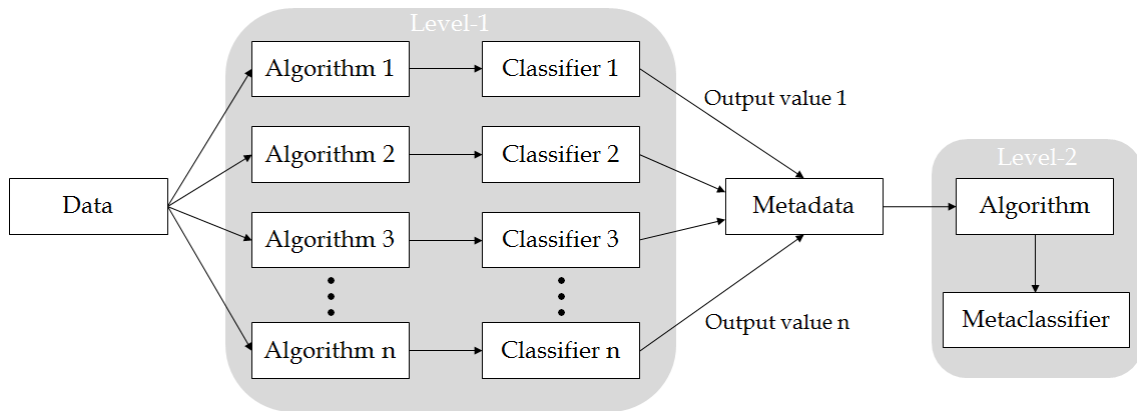 Level-1
Algorithm 1
Classifier 1
Output value 1
Algorithm 2
Classifier 2
Level-2
Data
Metadata
Algorithm
Algorithm 3
Classifier 3
Metaclassifier
Output value n
Algorithm n
Classifier n